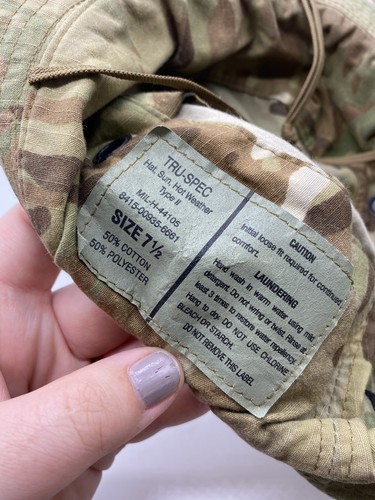 TRU-SPEC
Hat, Sun, Hot Weather
Type II
MIL-H-44105
8415-00935-6661
SIZE 7½
50% COTTON
50% POLYESTER
CAUTION
Initial loose fit required for continued
comfort.
LAUNDERING
Hand wash in warm water using mild
detergent. Do not wring or twist. Rinse at
least 3 times to restore water repellency.
Hang to dry. DO NOT USE CHLORINE
BLEACH OR STARCH.
DO NOT REMOVE THIS LABEL